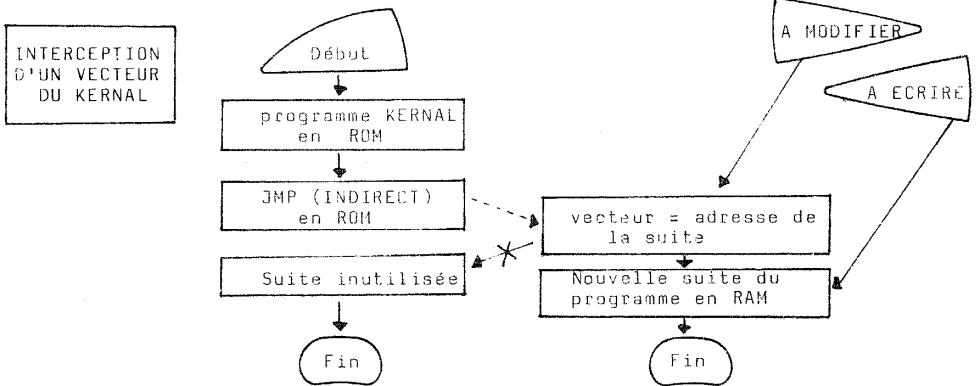 INTERCEPTION
D'UN VECTEUR
DU KERNAL
Début
programme KERNAL
en ROM
JMP (INDIRECT)
en ROM
Suite inutilisée
Fin
A MODIFIER
A ECRIRE
vecteur = adresse de
la suite
Nouvelle suite du
programme en RAM
Fin